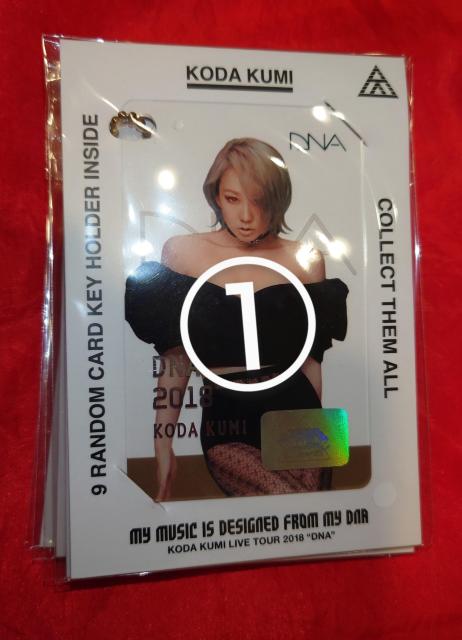 KODA KUMI
9 RANDOM CARD KEY HOLDER INSIDE
COLLECT THEM ALL
DNA
DNA
1
DNA
2018
KODA KUMI
MY MUSIC IS DESIGNED FROM MY DNA
KODA KUMI LIVE TOUR 2018 "DNA"